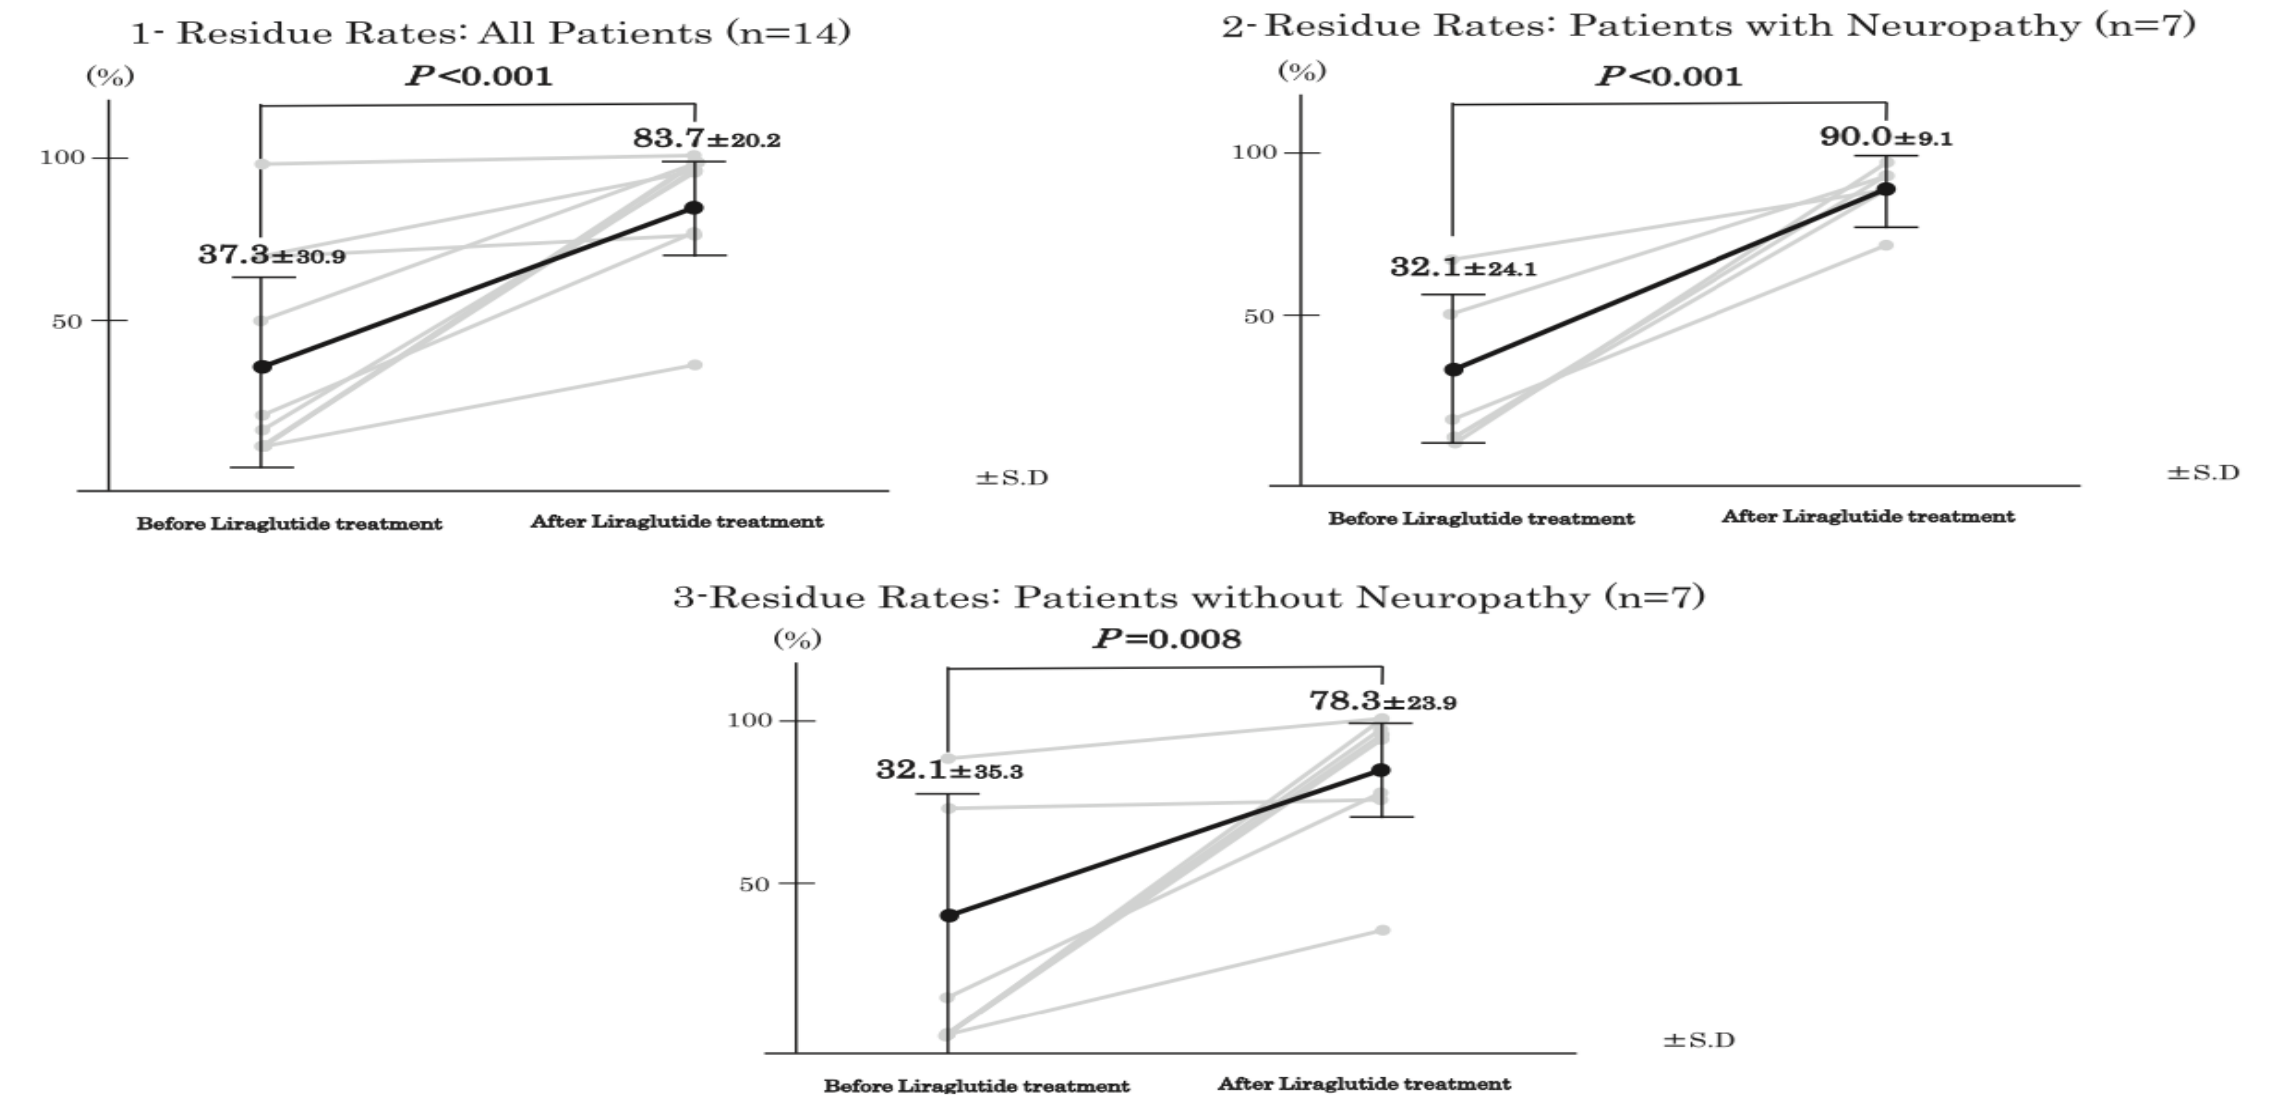 1- Residue Rates: All Patients (n=14)
(%)
P<0.001
83.7±20.2
100
37.3±30.9
50
±S.D
Before Liraglutide treatment
After Liraglutide treatment
2- Residue Rates: Patients with Neuropathy (n=7)
(%)
P<0.001
90.0±9.1
100
32.1±24.1
50
±S.D
Before Liraglutide treatment
After Liraglutide treatment
3-Residue Rates: Patients without Neuropathy (n=7)
(%)
P=0.008
78.3±23.9
100
32.1±35.3
50
±S.D
Before Liraglutide treatment
After Liraglutide treatment